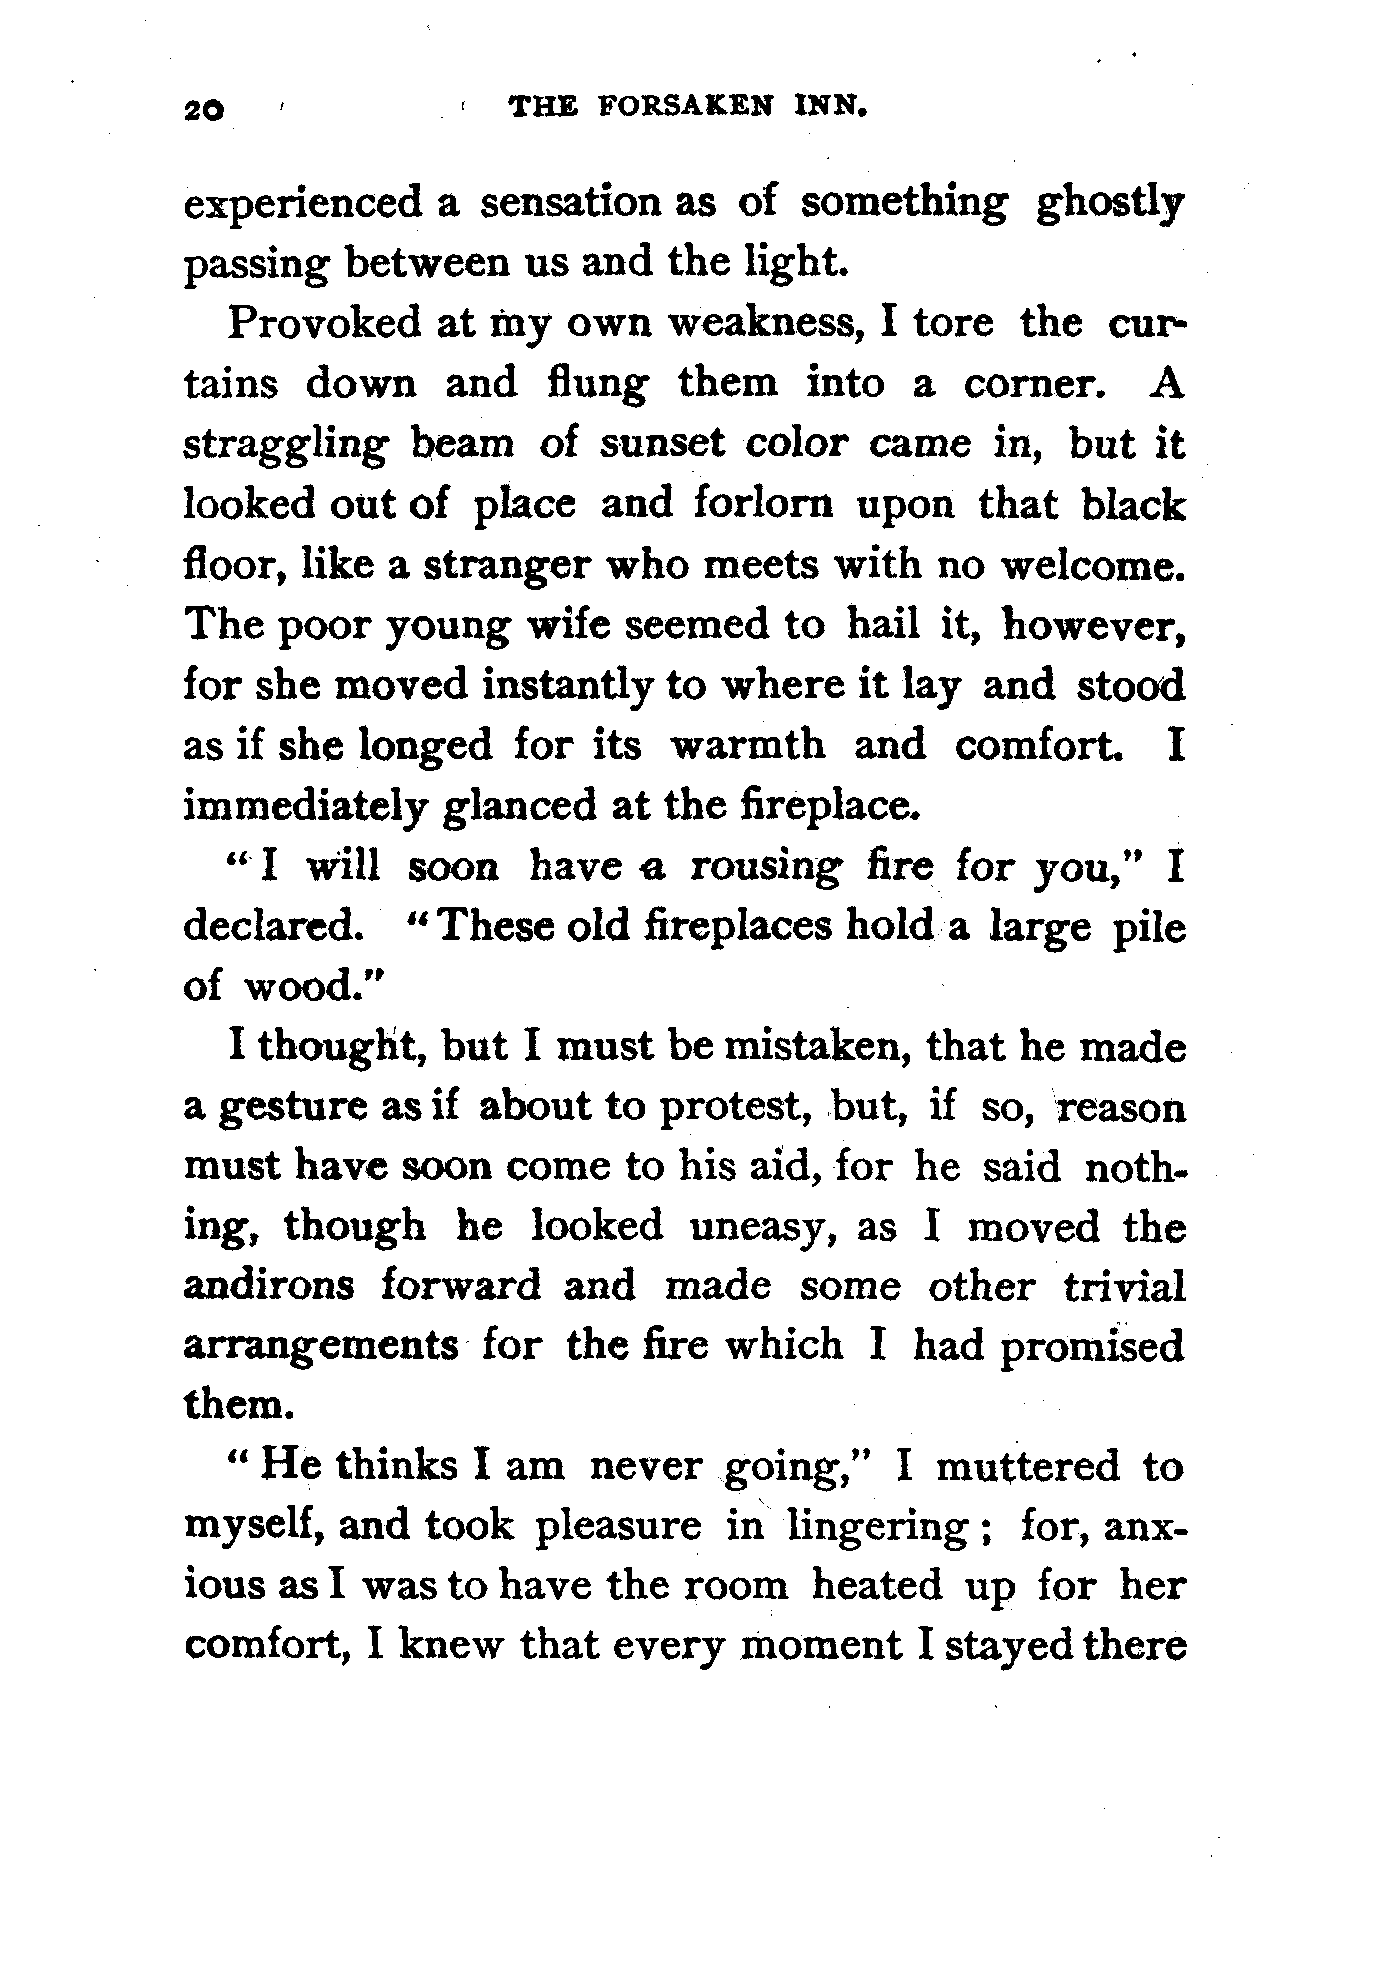 20 THE FORSAKEN INN.
experienced a sensation as of something ghostly
passing between us and the light.
Provoked at my own weakness, I tore the cur-
tains down and flung them into a corner. A
straggling beam of sunset color came in, but it
looked out of place and forlorn upon that black
floor, like a stranger who meets with no welcome.
The poor young wife seemed to hail it, however,
for she moved instantly to where it lay and stood
as if she longed for its warmth and comfort. I
immediately glanced at the fireplace.
“ I will soon have a rousing fire for you,” I
declared. “ These old fireplaces hold a large pile
of wood.”
I thought, but I must be mistaken, that he made
a gesture as if about to protest, but, if so, reason
must have soon come to his aid, for he said noth-
ing, though he looked uneasy, as I moved the
andirons forward and made some other trivial
arrangements for the fire which I had promised
them.
“ He thinks I am never going,” I muttered to
myself, and took pleasure in lingering ; for, anx-
ious as I was to have the room heated up for her
comfort, I knew that every moment I stayed there